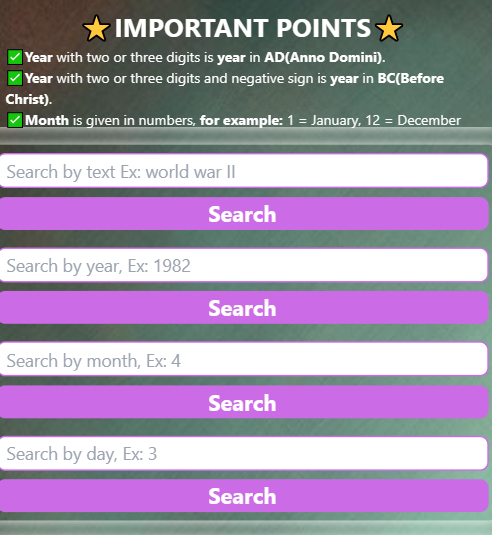 ⭐IMPORTANT POINTS⭐
✅Year with two or three digits is year in AD(Anno Domini).
✅Year with two or three digits and negative sign is year in BC(Before
Christ).
✅Month is given in numbers, for example: 1 = January, 12 = December
Search by text Ex: world war II
Search
Search by year, Ex: 1982
Search
Search by month, Ex: 4
Search
Search by day, Ex: 3
Search